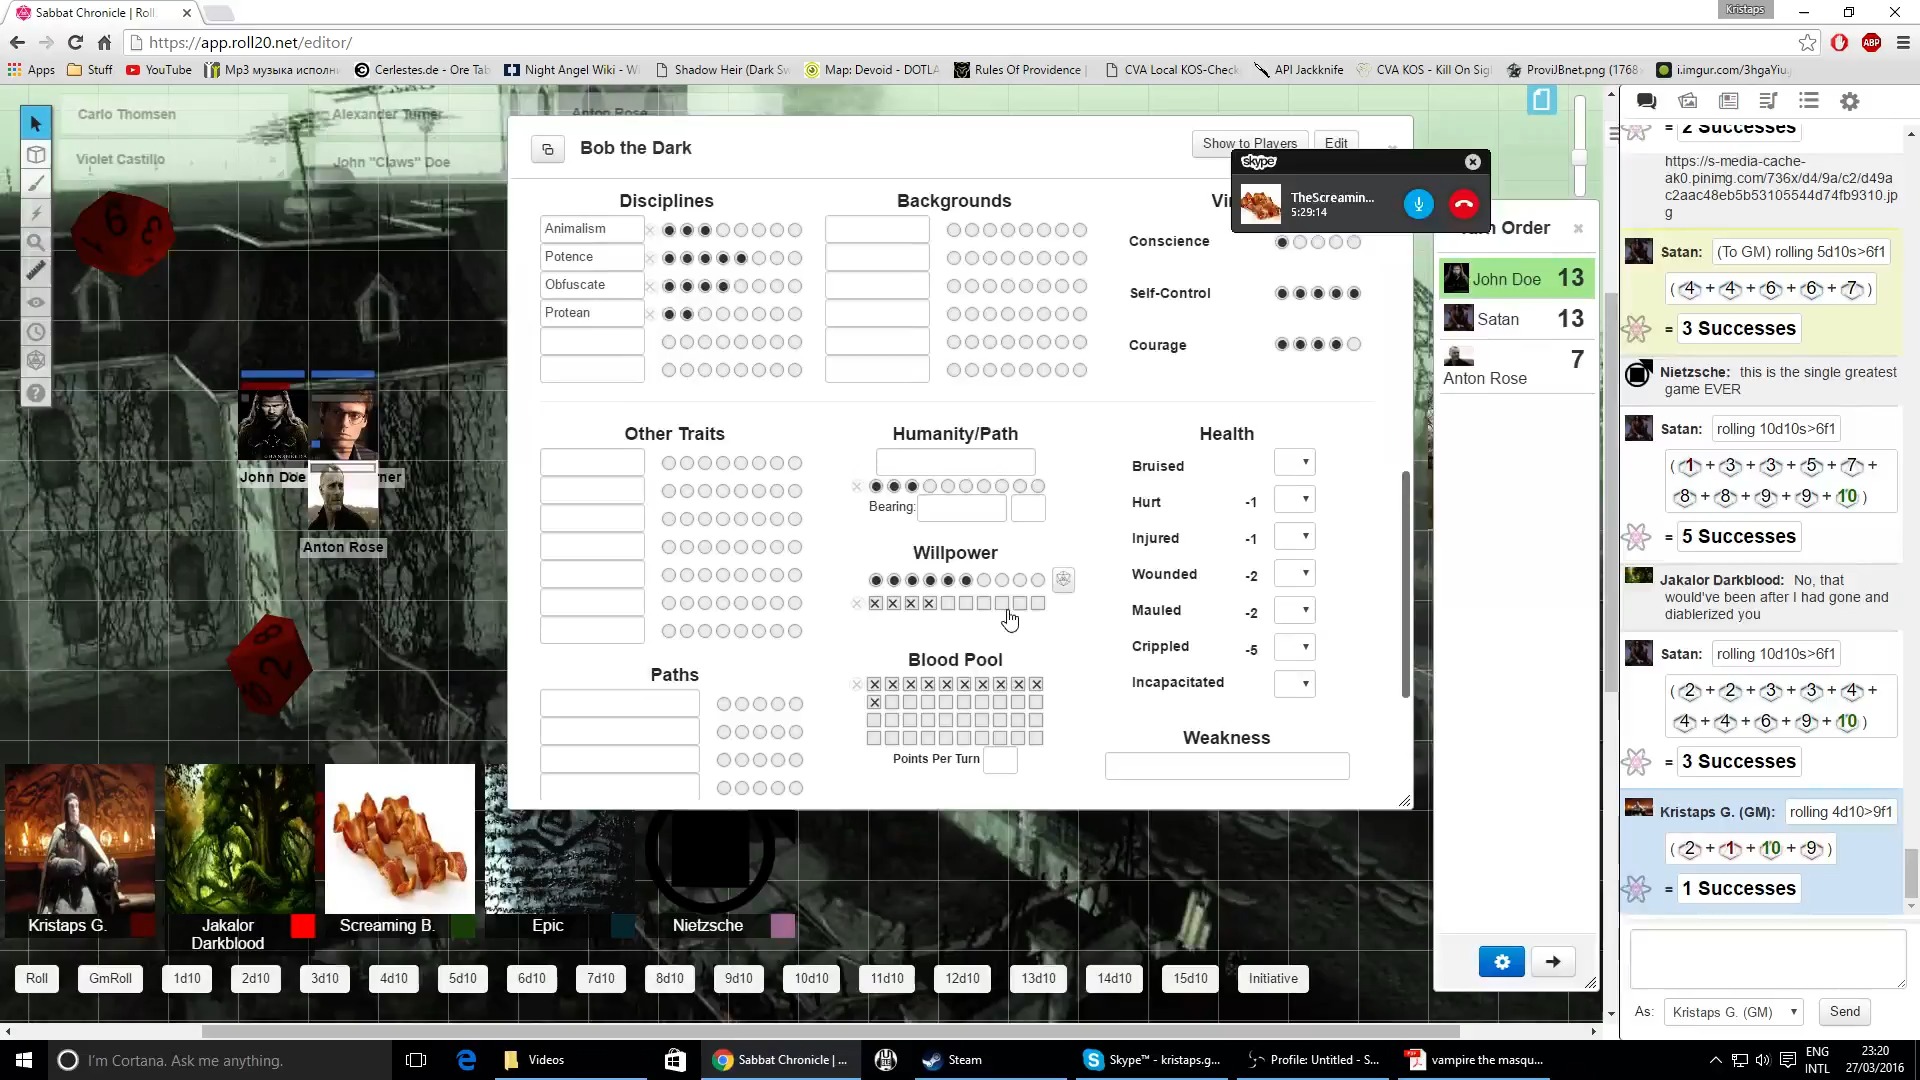 Sabbat Chronicle | Roll
Kristaps
https://app.roll20.net/editor/
Apps
Stuff
YouTube
Mp3 музыка исполни
Cerlestes.de - Ore Tab
Night Angel Wiki - Wi
Shadow Heir (Dark Sw
Map: Devoid - DOTLA
Rules Of Providence |
CVA Local KOS-Check
API Jackknife
CVA KOS - Kill On Sigh
ProviJBnet.png (1768×
i.imgur.com/3hgaYiu.
Carlo Thomsen
Alexander Turner
Anton Rose
Violet Castillo
John "Claws" Doe
Bob the Dark
Show to Players
Edit
skype
TheScreamin...
5:29:14
Disciplines
Animalism
Potence
Obfuscate
Protean
Backgrounds
Conscience
Self-Control
Courage
Other Traits
Humanity/Path
Bearing:
Willpower
Blood Pool
Points Per Turn
Paths
Health
Bruised
Hurt -1
Injured -1
Wounded -2
Mauled -2
Crippled -5
Incapacitated
Weakness
Order
John Doe 13
Satan 13
Anton Rose 7
John Doe
rner
Anton Rose
= 2 Successes
https://s-media-cache-
ak0.pinimg.com/736x/d4/9a/c2/d49a
c2aac48eb5b53105544d74fb9310.jp
g
Satan: (To GM) rolling 5d10s>6f1
(4 + 4 + 6 + 6 + 7)
= 3 Successes
Nietzsche: this is the single greatest
game EVER
Satan: rolling 10d10s>6f1
(1 + 3 + 3 + 5 + 7 +
8 + 8 + 9 + 9 + 10)
= 5 Successes
Jakalor Darkblood: No, that
would've been after I had gone and
diablerized you
Satan: rolling 10d10s>6f1
(2 + 2 + 3 + 3 + 4 +
4 + 4 + 6 + 9 + 10)
= 3 Successes
Kristaps G. (GM): rolling 4d10>9f1
(2 + 1 + 10 + 9)
= 1 Successes
As: Kristaps G. (GM)
Send
Kristaps G.
Jakalor
Darkblood
Screaming B.
Epic
Nietzsche
Roll
GmRoll
1d10
2d10
3d10
4d10
5d10
6d10
7d10
8d10
9d10
10d10
11d10
12d10
13d10
14d10
15d10
Initiative
I'm Cortana. Ask me anything.
Videos
Sabbat Chronicle | ...
Steam
Skype™ - kristaps.g...
Profile: Untitled - S...
vampire the masqu...
ENG
INTL
23:20
27/03/2016